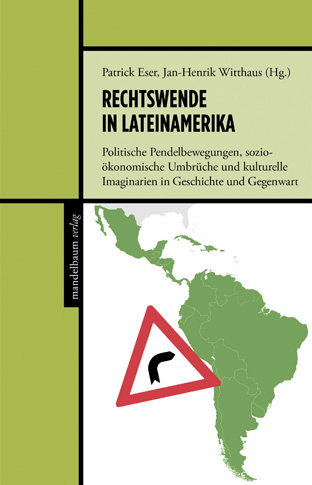 Patrick Eser, Jan-Henrik Witthaus (Hg.)
RECHTSWENDE
IN LATEINAMERIKA
Politische Pendelbewegungen, sozio-
ökonomische Umbrüche und kulturelle
Imaginarien in Geschichte und Gegenwart
mandelbaum verlag